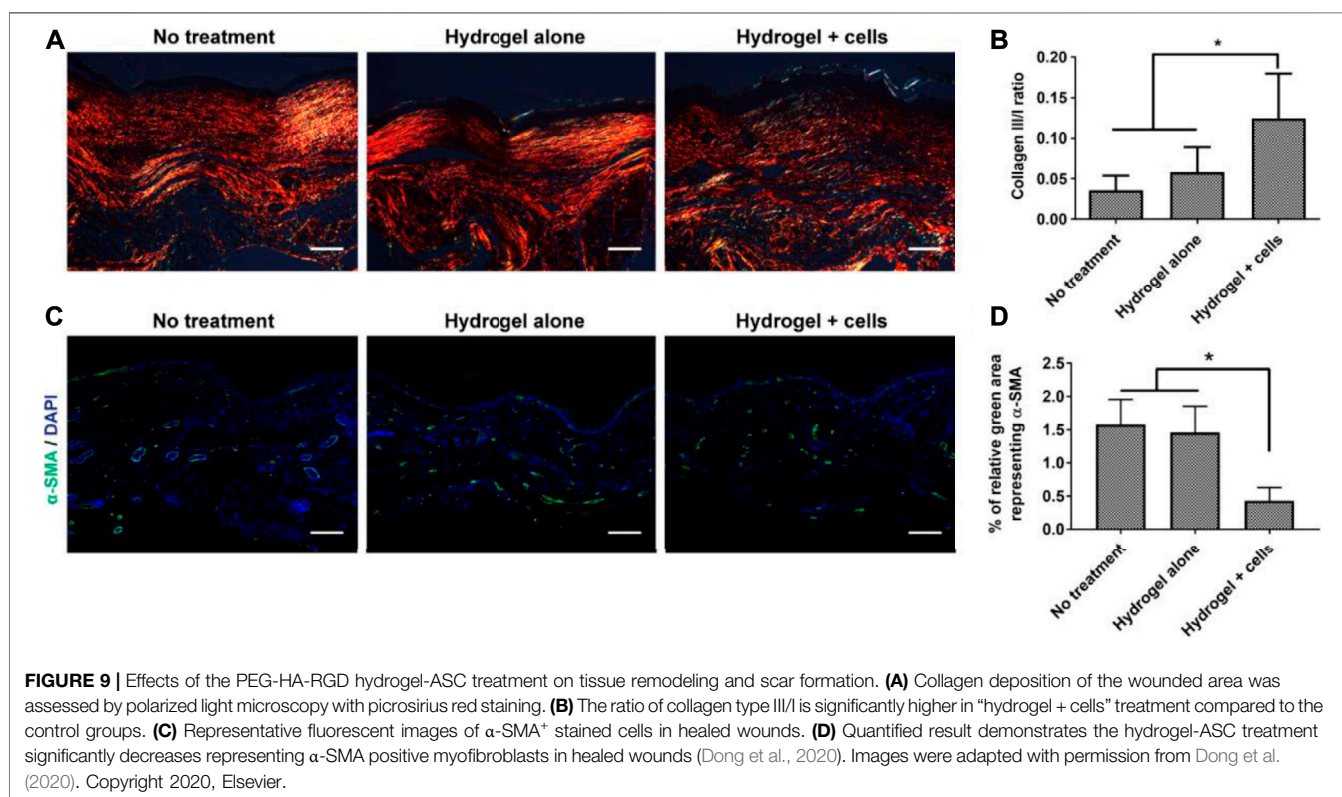 A
No treatment
Hydrogel alone
Hydrogel + cells
B
*
Collagen III/I ratio
0.20
0.15
0.10
0.05
0.00
No treatment
Hydrogel alone
Hydrogel + cells
C
No treatment
Hydrogel alone
Hydrogel + cells
α-SMA / DAPI
D
*
% of relative green area
representing α-SMA
2.5
2.0
1.5
1.0
0.5
0.0
No treatment
Hydrogel alone
Hydrogel + cells
FIGURE 9 | Effects of the PEG-HA-RGD hydrogel-ASC treatment on tissue remodeling and scar formation. (A) Collagen deposition of the wounded area was
assessed by polarized light microscopy with picrosirius red staining. (B) The ratio of collagen type III/I is significantly higher in “hydrogel + cells” treatment compared to the
control groups. (C) Representative fluorescent images of α-SMA⁺ stained cells in healed wounds. (D) Quantified result demonstrates the hydrogel-ASC treatment
significantly decreases representing α-SMA positive myofibroblasts in healed wounds (Dong et al., 2020). Images were adapted with permission from Dong et al.
(2020). Copyright 2020, Elsevier.